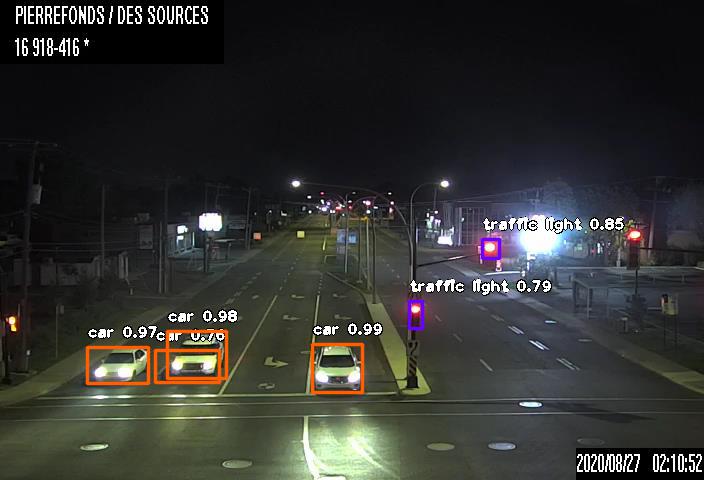 PIERREFONDS / DES SOURCES
16 918-416 *
traffic light 0.85
traffic light 0.79
car 0.98
car 0.97
car 0.76
car 0.99
2020/08/27 02:10:52